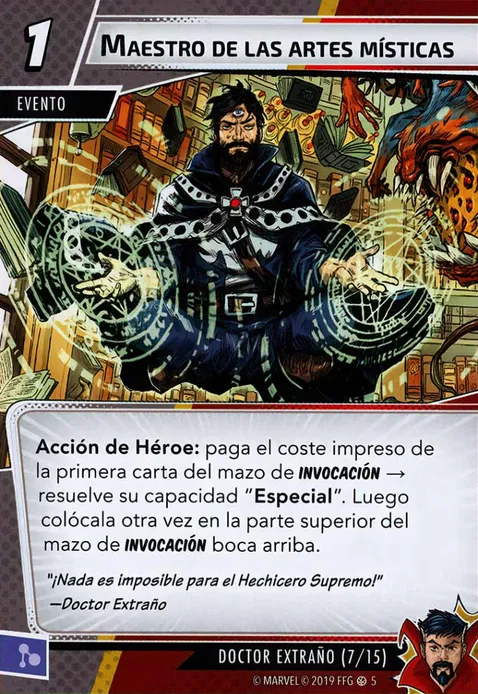 1
MAESTRO DE LAS ARTES MÍSTICAS
EVENTO
Acción de Héroe: paga el coste impreso de
la primera carta del mazo de INVOCACIÓN →
resuelve su capacidad “Especial”. Luego
colócala otra vez en la parte superior del
mazo de INVOCACIÓN boca arriba.
"¡Nada es imposible para el Hechicero Supremo!"
—Doctor Extraño
DOCTOR EXTRAÑO (7/15)
© MARVEL © 2019 FFG 5